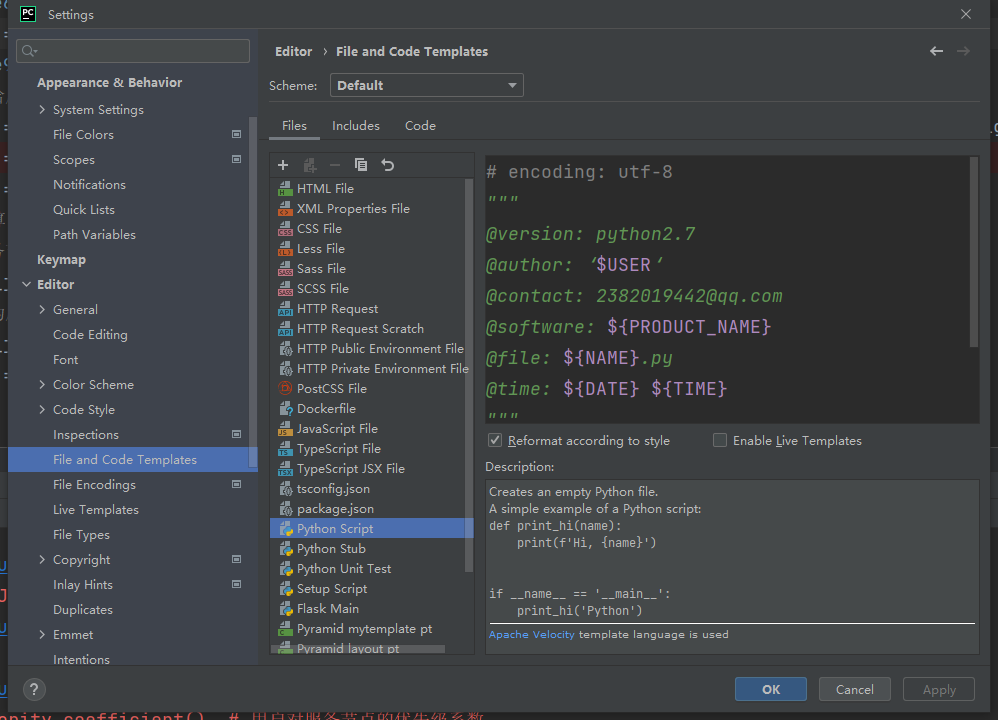 PC
Settings
Appearance & Behavior
System Settings
File Colors
Scopes
Notifications
Quick Lists
Path Variables
Keymap
Editor
General
Code Editing
Font
Color Scheme
Code Style
Inspections
File and Code Templates
File Encodings
Live Templates
File Types
Copyright
Inlay Hints
Duplicates
Emmet
Intentions
Editor › File and Code Templates
Scheme: Default
Files Includes Code
HTML File
XML Properties File
CSS File
Less File
Sass File
SCSS File
HTTP Request
HTTP Request Scratch
HTTP Public Environment File
HTTP Private Environment File
PostCSS File
Dockerfile
JavaScript File
TypeScript File
TypeScript JSX File
tsconfig.json
package.json
Python Script
Python Stub
Python Unit Test
Setup Script
Flask Main
Pyramid mytemplate pt
Pyramid layout pt
# encoding: utf-8
"""
@version: python2.7
@author: ‘$USER‘
@contact: 2382019442@qq.com
@software: ${PRODUCT_NAME}
@file: ${NAME}.py
@time: ${DATE} ${TIME}
"""
Reformat according to style Enable Live Templates
Description:
Creates an empty Python file.
A simple example of a Python script:
def print_hi(name):
print(f'Hi, {name}')
if __name__ == '__main__':
print_hi('Python')
Apache Velocity template language is used
? OK Cancel Apply